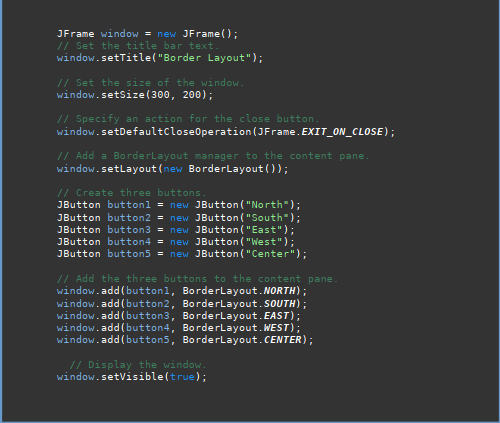 JFrame window = new JFrame();
// Set the title bar text.
window.setTitle("Border Layout");
// Set the size of the window.
window.setSize(300, 200);
// Specify an action for the close button.
window.setDefaultCloseOperation(JFrame.EXIT_ON_CLOSE);
// Add a BorderLayout manager to the content pane.
window.setLayout(new BorderLayout());
// Create three buttons.
JButton button1 = new JButton("North");
JButton button2 = new JButton("South");
JButton button3 = new JButton("East");
JButton button4 = new JButton("West");
JButton button5 = new JButton("Center");
// Add the three buttons to the content pane.
window.add(button1, BorderLayout.NORTH);
window.add(button2, BorderLayout.SOUTH);
window.add(button3, BorderLayout.EAST);
window.add(button4, BorderLayout.WEST);
window.add(button5, BorderLayout.CENTER);
// Display the window.
window.setVisible(true);